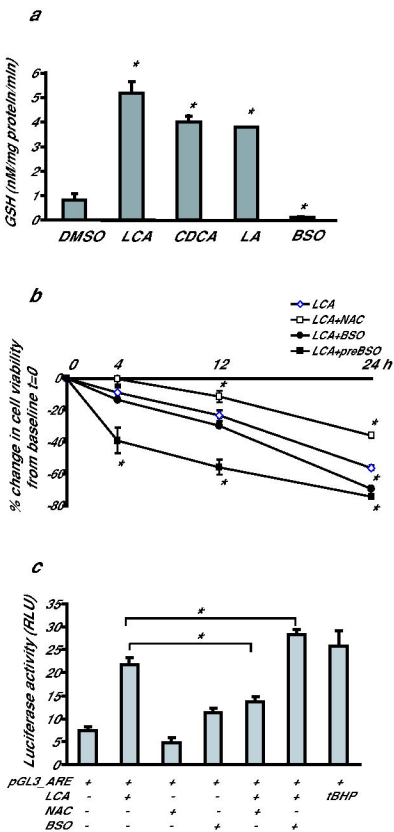 a
GSH (nM/mg protein/min)
6
5
4
3
2
1
0
* * * *
DMSO LCA CDCA LA BSO
b
LCA
LCA+NAC
LCA+BSO
LCA+preBSO
0 4 12 24 h
% change in cell viability
from baseline t=0
0
-20
-40
-60
-80
* * * * * *
c
Luciferase activity (RLU)
35
30
25
20
15
10
5
0
*
*
pGL3_ARE + + + + + + +
LCA - + - - + + tBHP
NAC - - + - + -
BSO - - - + - +